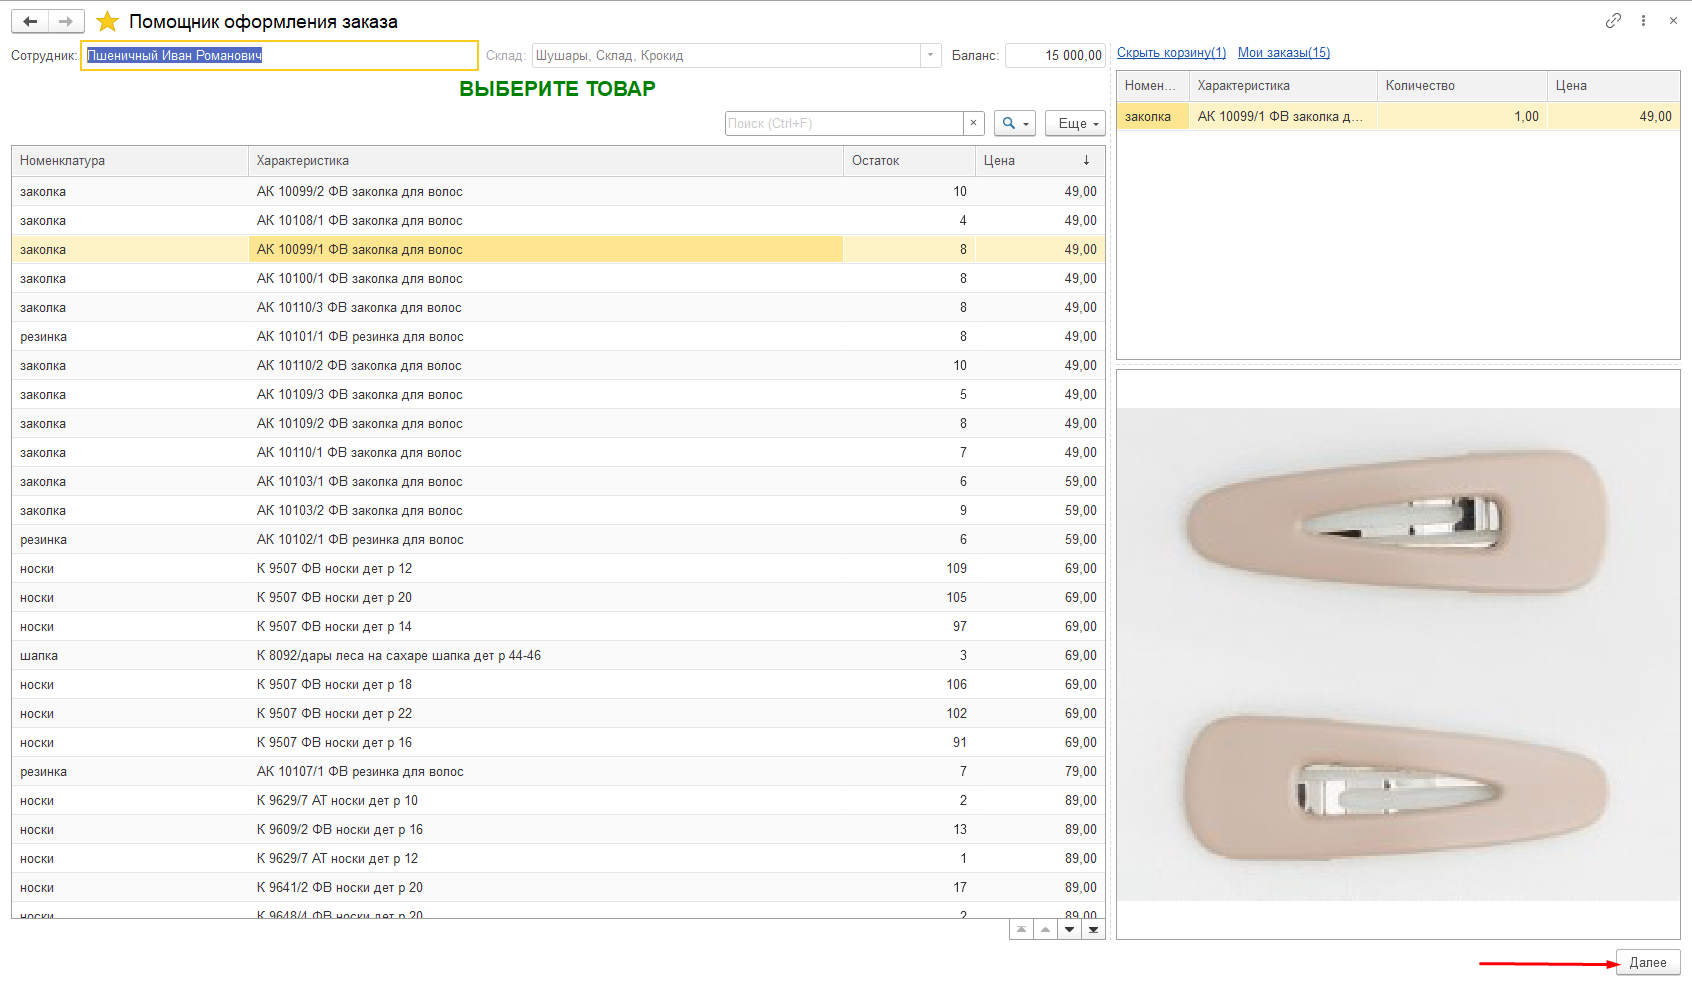 Помощник оформления заказа
Сотрудник: Пшеничный Иван Романович Склад: Шушары, Склад, Крокид Баланс: 15 000,00
Скрыть корзину(1) Мои заказы(15)
ВЫБЕРИТЕ ТОВАР
Поиск (Ctrl+F) × Еще
Номенклатура Характеристика Остаток Цена ↓
заколка АК 10099/2 ФВ заколка для волос 10 49,00
заколка АК 10108/1 ФВ заколка для волос 4 49,00
заколка АК 10099/1 ФВ заколка для волос 8 49,00
заколка АК 10100/1 ФВ заколка для волос 8 49,00
заколка АК 10110/3 ФВ заколка для волос 8 49,00
резинка АК 10101/1 ФВ резинка для волос 8 49,00
заколка АК 10110/2 ФВ заколка для волос 10 49,00
заколка АК 10109/3 ФВ заколка для волос 5 49,00
заколка АК 10109/2 ФВ заколка для волос 8 49,00
заколка АК 10110/1 ФВ заколка для волос 7 49,00
заколка АК 10103/1 ФВ заколка для волос 6 59,00
заколка АК 10103/2 ФВ заколка для волос 9 59,00
резинка АК 10102/1 ФВ резинка для волос 6 59,00
носки К 9507 ФВ носки дет р 12 109 69,00
носки К 9507 ФВ носки дет р 20 105 69,00
носки К 9507 ФВ носки дет р 14 97 69,00
шапка К 8092/дары леса на сахаре шапка дет р 44-46 3 69,00
носки К 9507 ФВ носки дет р 18 106 69,00
носки К 9507 ФВ носки дет р 22 102 69,00
носки К 9507 ФВ носки дет р 16 91 69,00
резинка АК 10107/1 ФВ резинка для волос 7 79,00
носки К 9629/7 АТ носки дет р 10 2 89,00
носки К 9609/2 ФВ носки дет р 16 13 89,00
носки К 9629/7 АТ носки дет р 12 1 89,00
носки К 9641/2 ФВ носки дет р 20 17 89,00
носки К 9648/4 ФВ носки дет р 20 2 89,00
Номен... Характеристика Количество Цена
заколка АК 10099/1 ФВ заколка д... 1,00 49,00
Далее